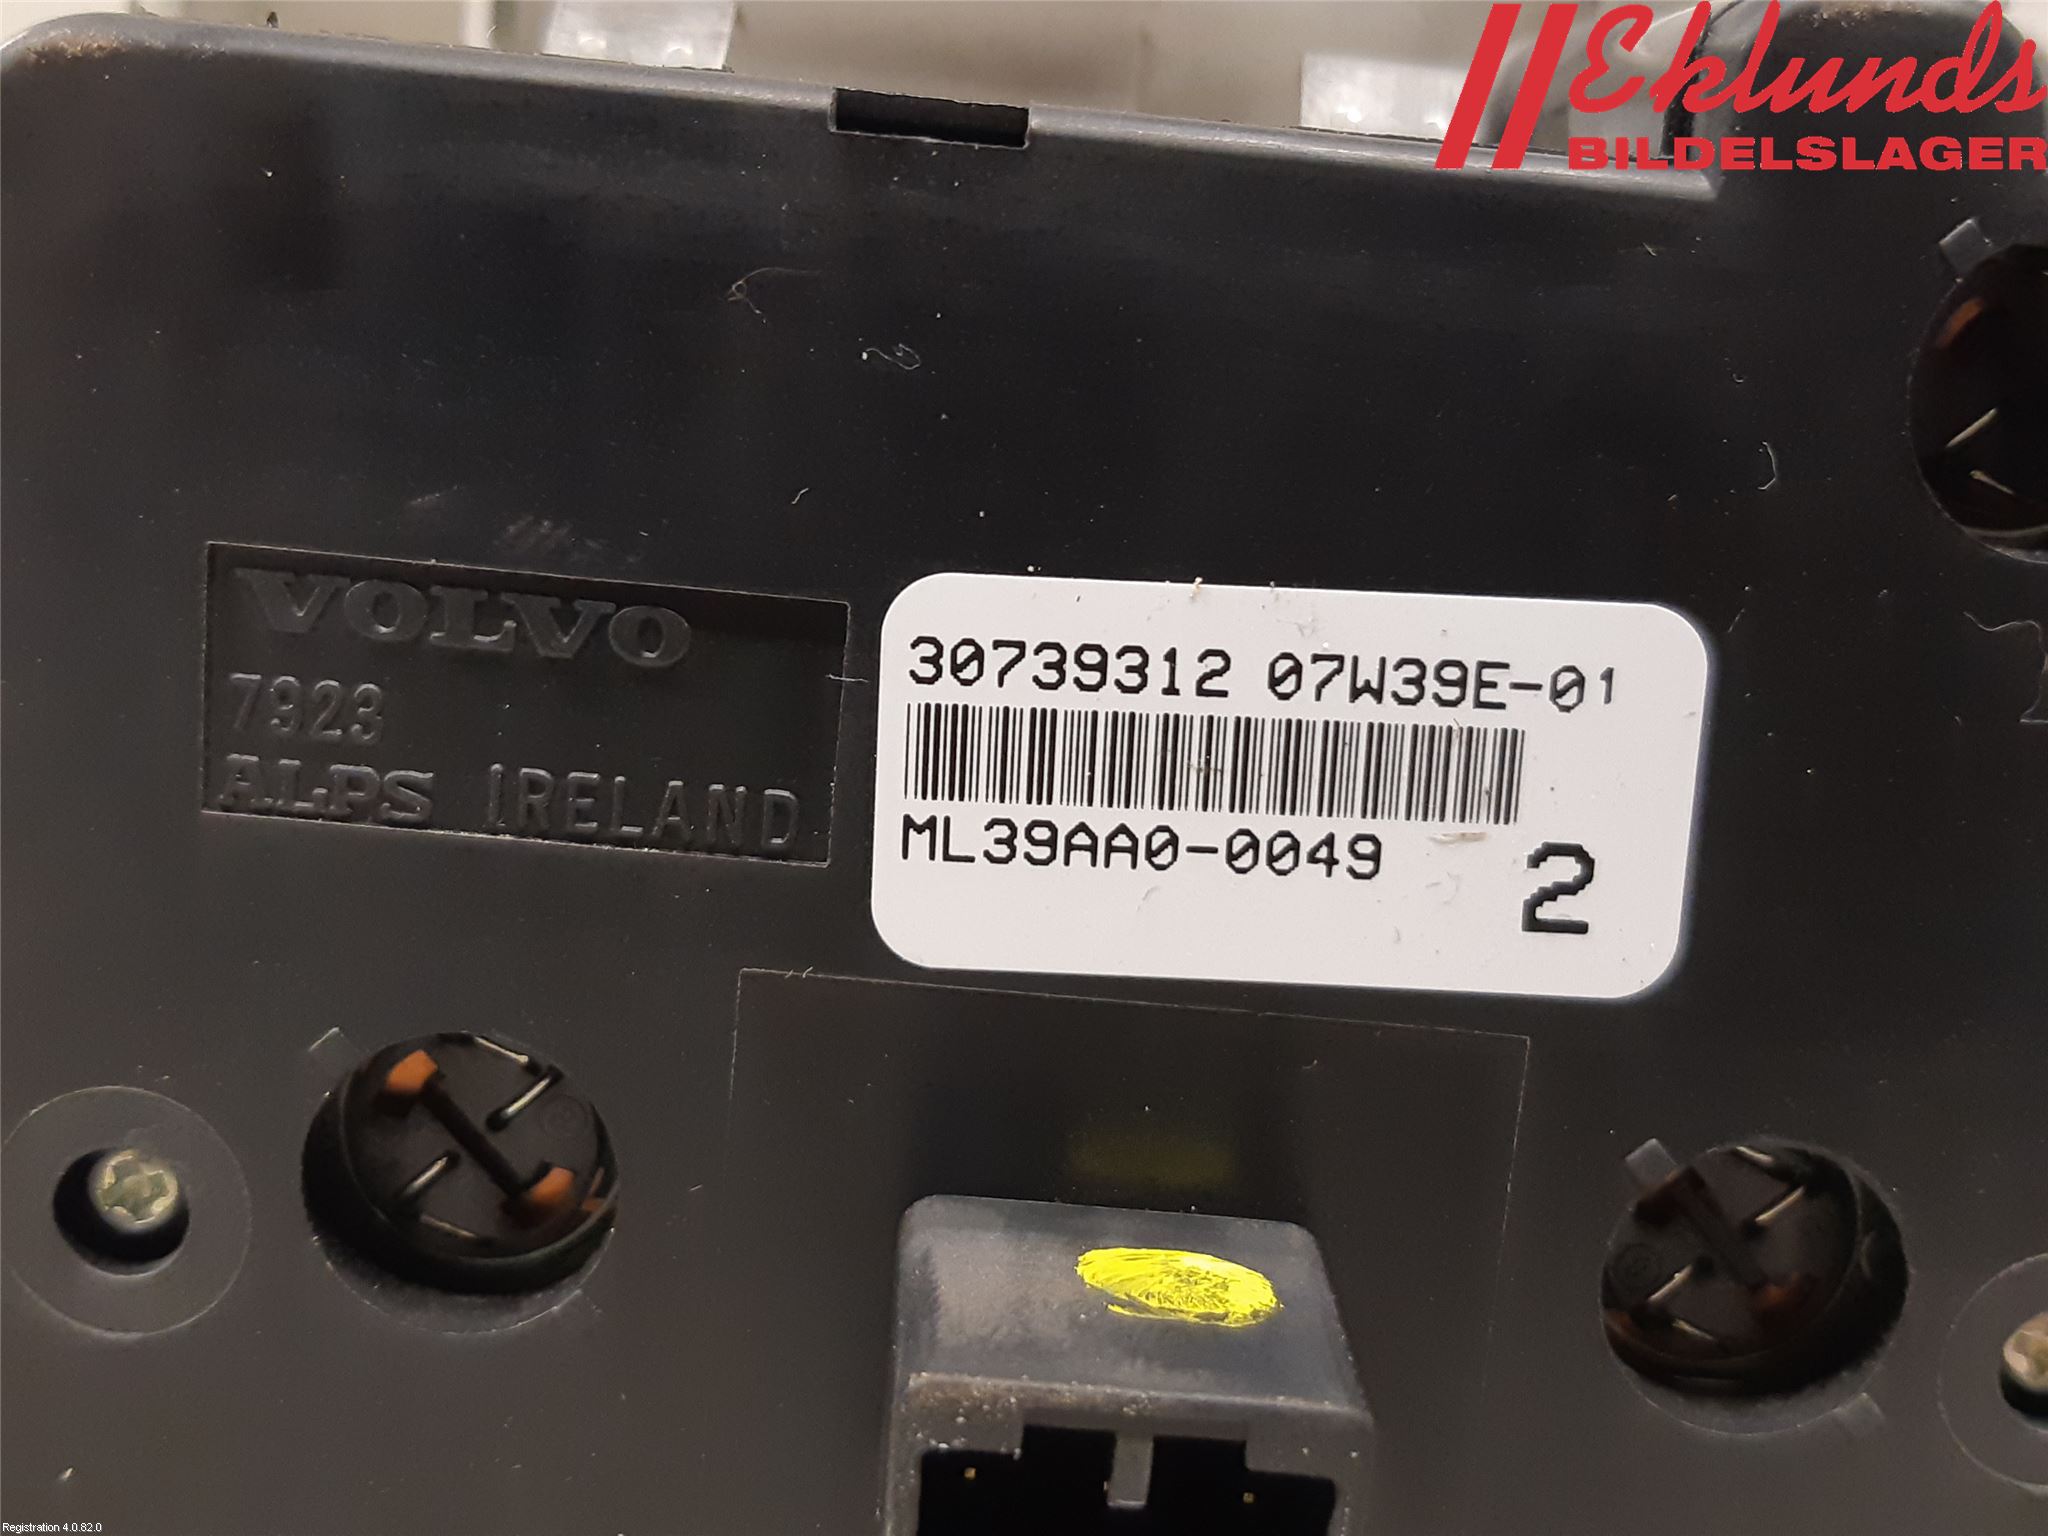 Eklunds
BILDELSLAGER
VOLVO
7923
ALPS IRELAND
30739312 07W39E-01
ML39AA0-0049
2
Registration 4.0.82.0